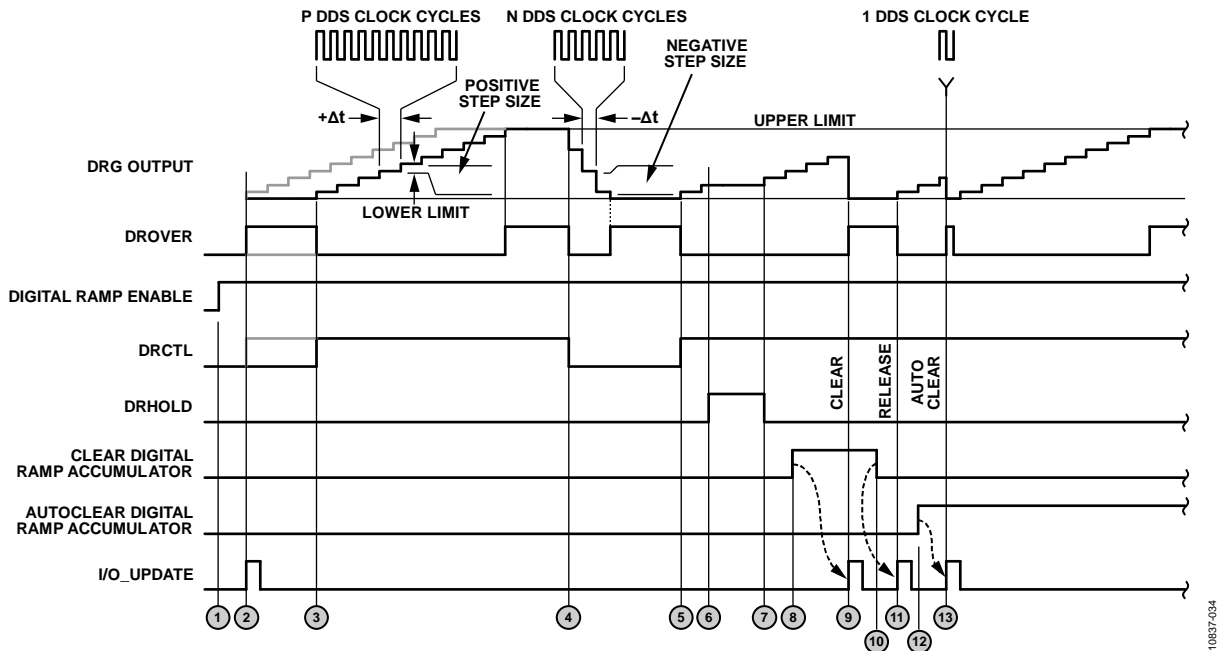 P DDS CLOCK CYCLES
N DDS CLOCK CYCLES
1 DDS CLOCK CYCLE
NEGATIVE
STEP SIZE
POSITIVE
STEP SIZE
+Δt
–Δt
UPPER LIMIT
DRG OUTPUT
LOWER LIMIT
DROVER
DIGITAL RAMP ENABLE
DRCTL
CLEAR
RELEASE
AUTO
CLEAR
DRHOLD
CLEAR DIGITAL
RAMP ACCUMULATOR
AUTOCLEAR DIGITAL
RAMP ACCUMULATOR
I/O_UPDATE
1
2
3
4
5
6
7
8
9
10
11
12
13
10837-034